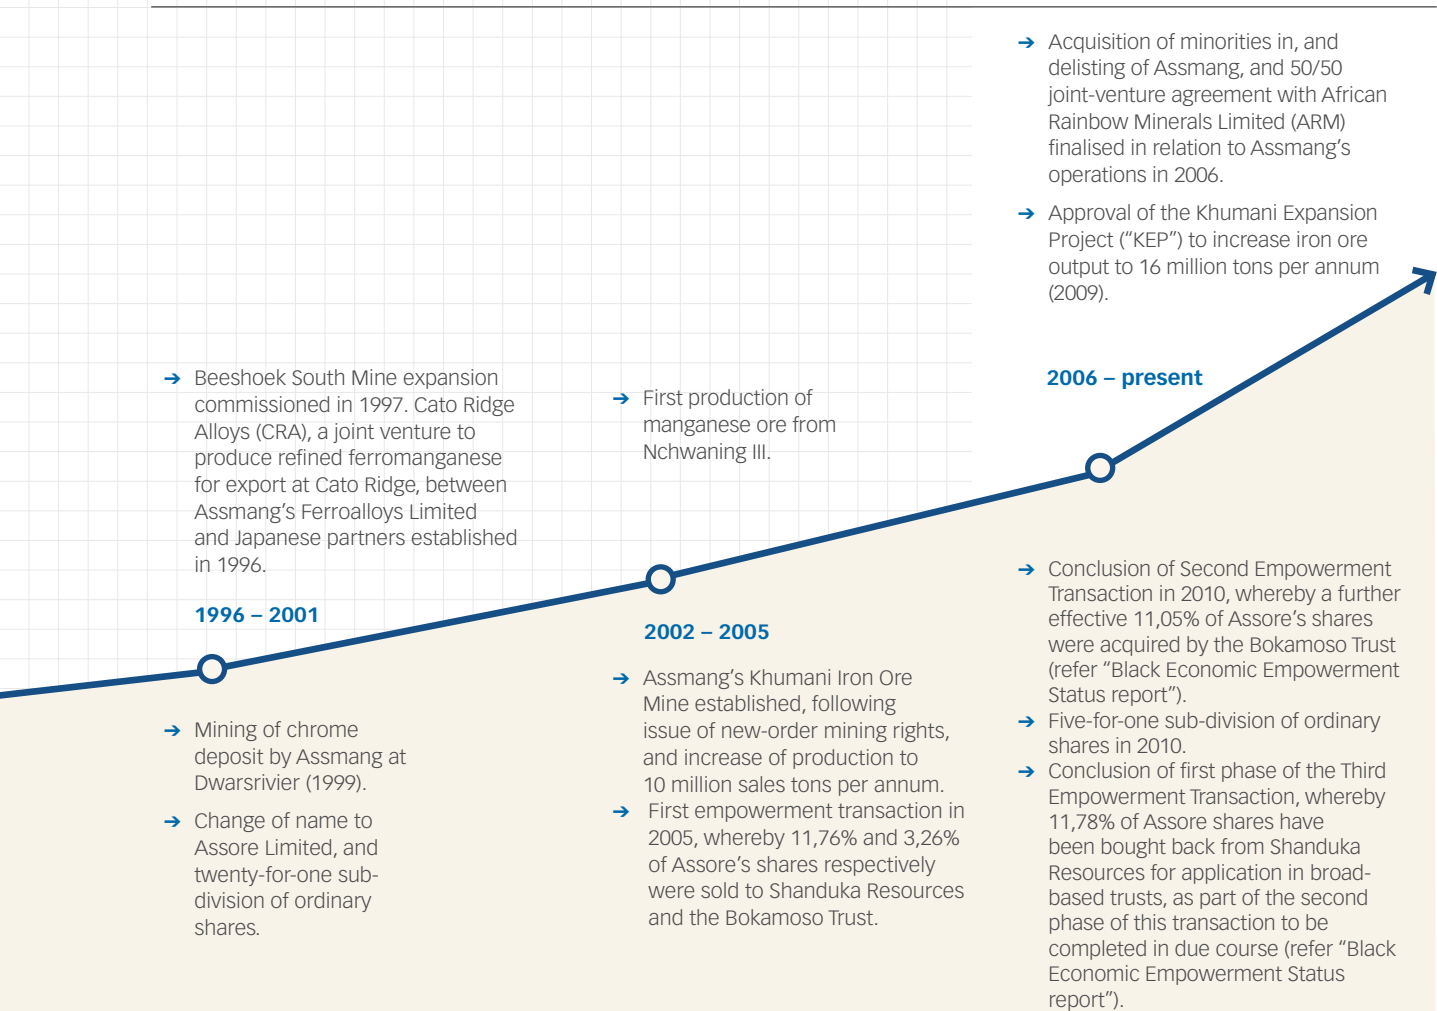 Beeshoek South Mine expansion
commissioned in 1997. Cato Ridge
Alloys (CRA), a joint venture to
produce refined ferromanganese
for export at Cato Ridge, between
Assmang's Ferroalloys Limited
and Japanese partners established
in 1996.
1996 – 2001
Mining of chrome
deposit by Assmang at
Dwarsrivier (1999).
Change of name to
Assore Limited, and
twenty-for-one sub-
division of ordinary
shares.
First production of
manganese ore from
Nchwaning III.
2002 – 2005
Assmang's Khumani Iron Ore
Mine established, following
issue of new-order mining rights,
and increase of production to
10 million sales tons per annum.
First empowerment transaction in
2005, whereby 11,76% and 3,26%
of Assore's shares respectively
were sold to Shanduka Resources
and the Bokamoso Trust.
Acquisition of minorities in, and
delisting of Assmang, and 50/50
joint-venture agreement with African
Rainbow Minerals Limited (ARM)
finalised in relation to Assmang's
operations in 2006.
Approval of the Khumani Expansion
Project (“KEP”) to increase iron ore
output to 16 million tons per annum
(2009).
2006 – present
Conclusion of Second Empowerment
Transaction in 2010, whereby a further
effective 11,05% of Assore's shares
were acquired by the Bokamoso Trust
(refer “Black Economic Empowerment
Status report”).
Five-for-one sub-division of ordinary
shares in 2010.
Conclusion of first phase of the Third
Empowerment Transaction, whereby
11,78% of Assore shares have
been bought back from Shanduka
Resources for application in broad-
based trusts, as part of the second
phase of this transaction to be
completed in due course (refer “Black
Economic Empowerment Status
report”).